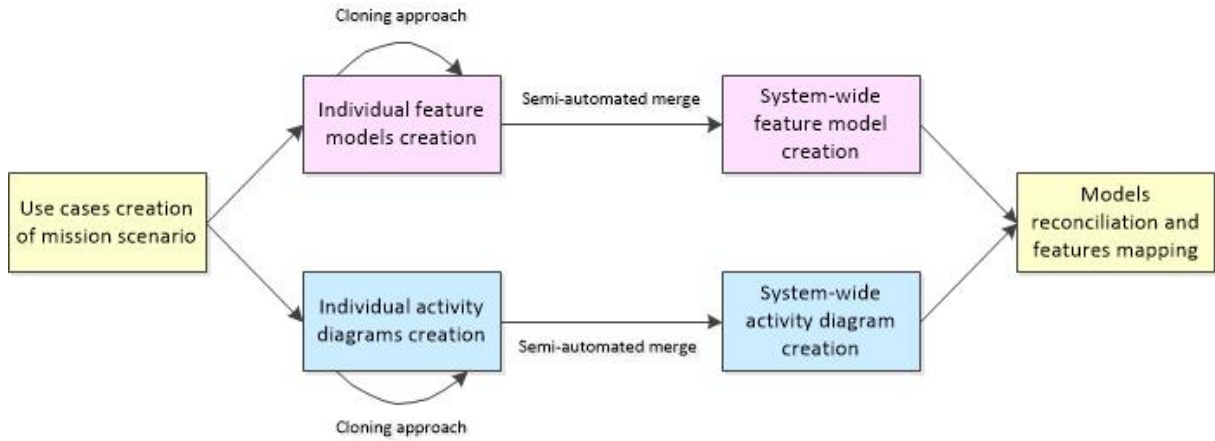 Cloning approach
Individual feature
models creation
Semi-automated merge
System-wide
feature model
creation
Use cases creation
of mission scenario
Models
reconciliation and
features mapping
Individual activity
diagrams creation
Semi-automated merge
System-wide
activity diagram
creation
Cloning approach